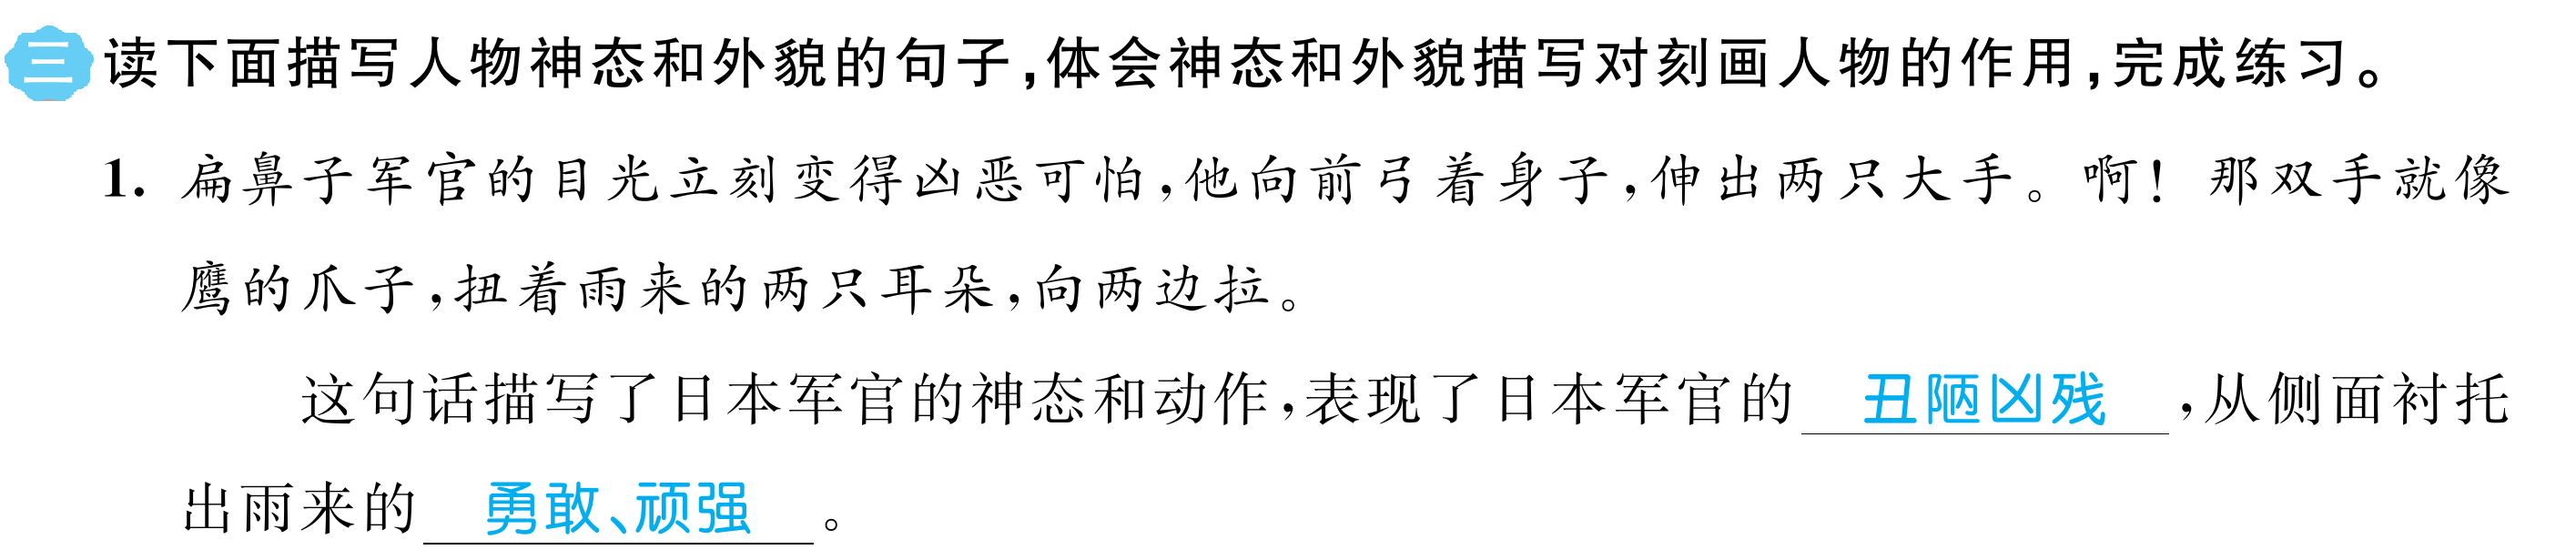 三 读下面描写人物神态和外貌的句子,体会神态和外貌描写对刻画人物的作用,完成练习。
1. 扁鼻子军官的目光立刻变得凶恶可怕,他向前弓着身子,伸出两只大手。啊! 那双手就像
鹰的爪子,扭着雨来的两只耳朵,向两边拉。
这句话描写了日本军官的神态和动作,表现了日本军官的 丑陋凶残 ,从侧面衬托
出雨来的 勇敢、顽强 。